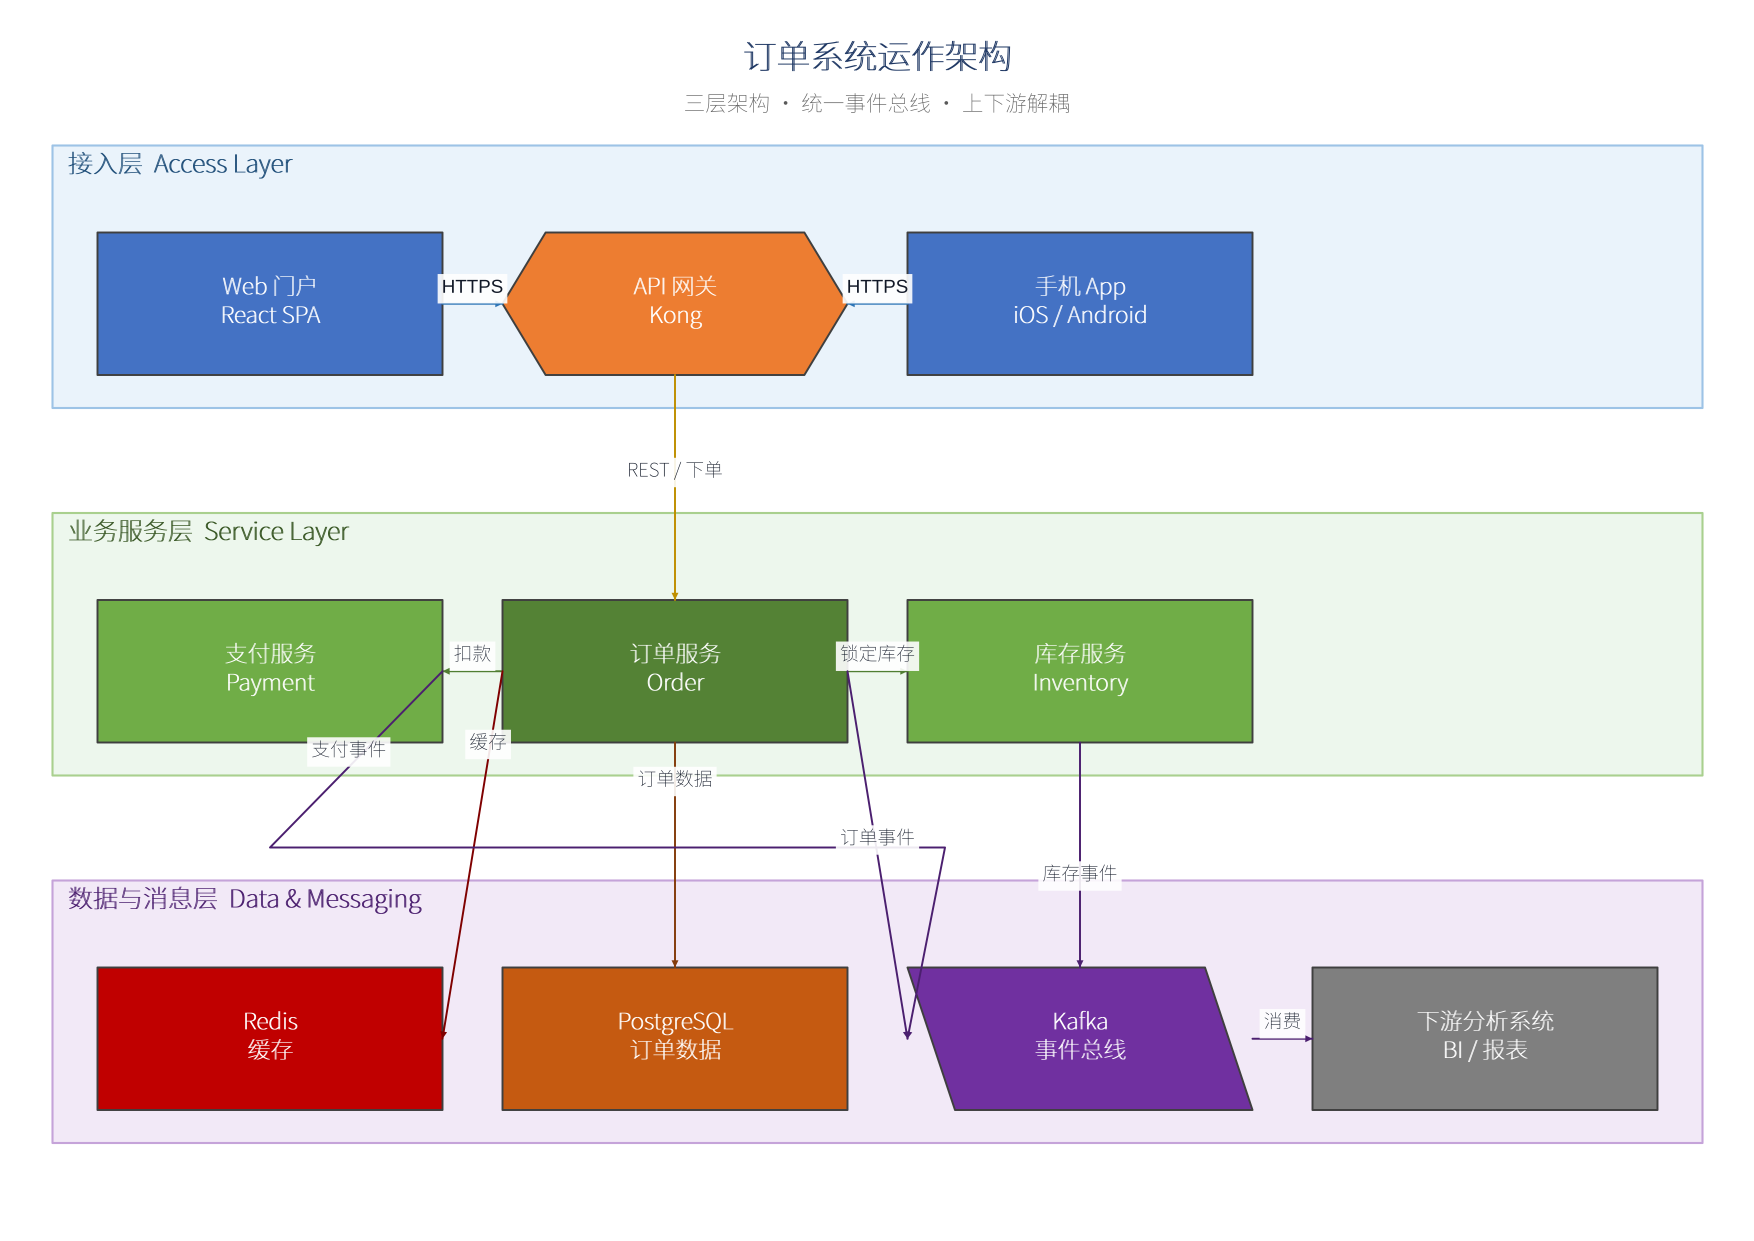 订单系统运作架构
三层架构 · 统一事件总线 · 上下游解耦
接入层 Access Layer
Web 门户
React SPA
HTTPS
API 网关
Kong
HTTPS
手机 App
iOS / Android
REST / 下单
业务服务层 Service Layer
支付服务
Payment
扣款
订单服务
Order
锁定库存
库存服务
Inventory
支付事件
缓存
订单数据
订单事件
库存事件
数据与消息层 Data & Messaging
Redis
缓存
PostgreSQL
订单数据
Kafka
事件总线
消费
下游分析系统
BI / 报表